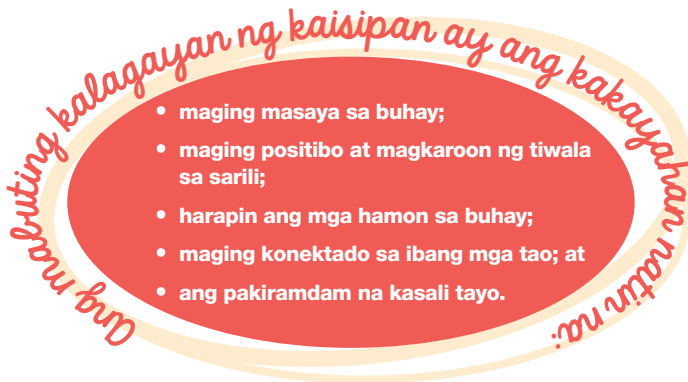 Ang mabuting kalagayan ng kaisipan ay ang kakayahan natin na:
• maging masaya sa buhay;
• maging positibo at magkaroon ng tiwala
sa sarili;
• harapin ang mga hamon sa buhay;
• maging konektado sa ibang mga tao; at
• ang pakiramdam na kasali tayo.